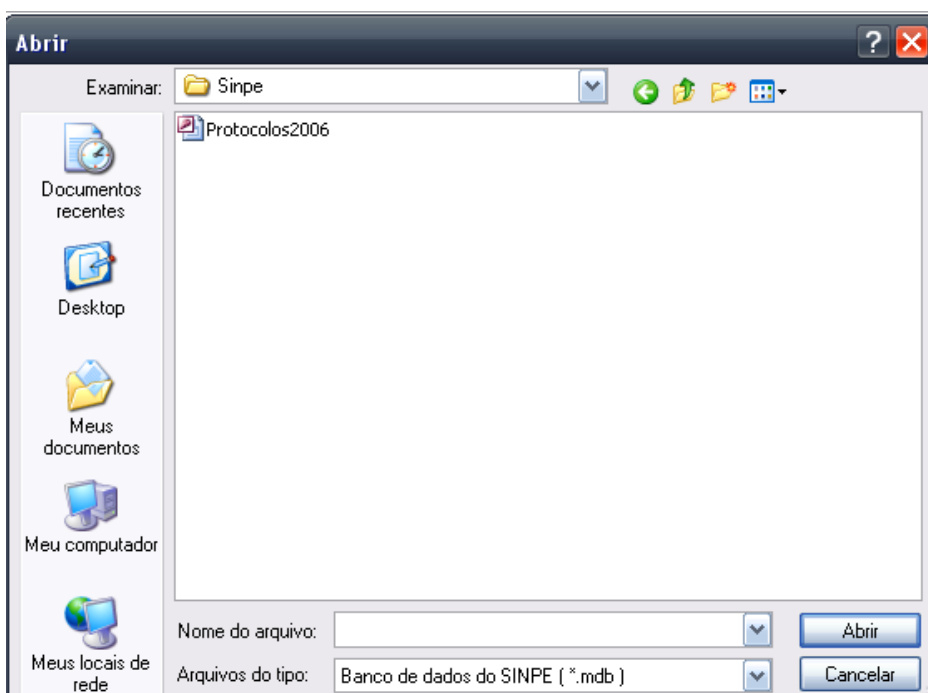 Abrir
?
Examinar:
Sinpe
Protocolos2006
Documentos
recentes
Desktop
Meus
documentos
Meu computador
Meus locais de
rede
Nome do arquivo:
Abrir
Arquivos do tipo:
Banco de dados do SINPE ( *.mdb )
Cancelar